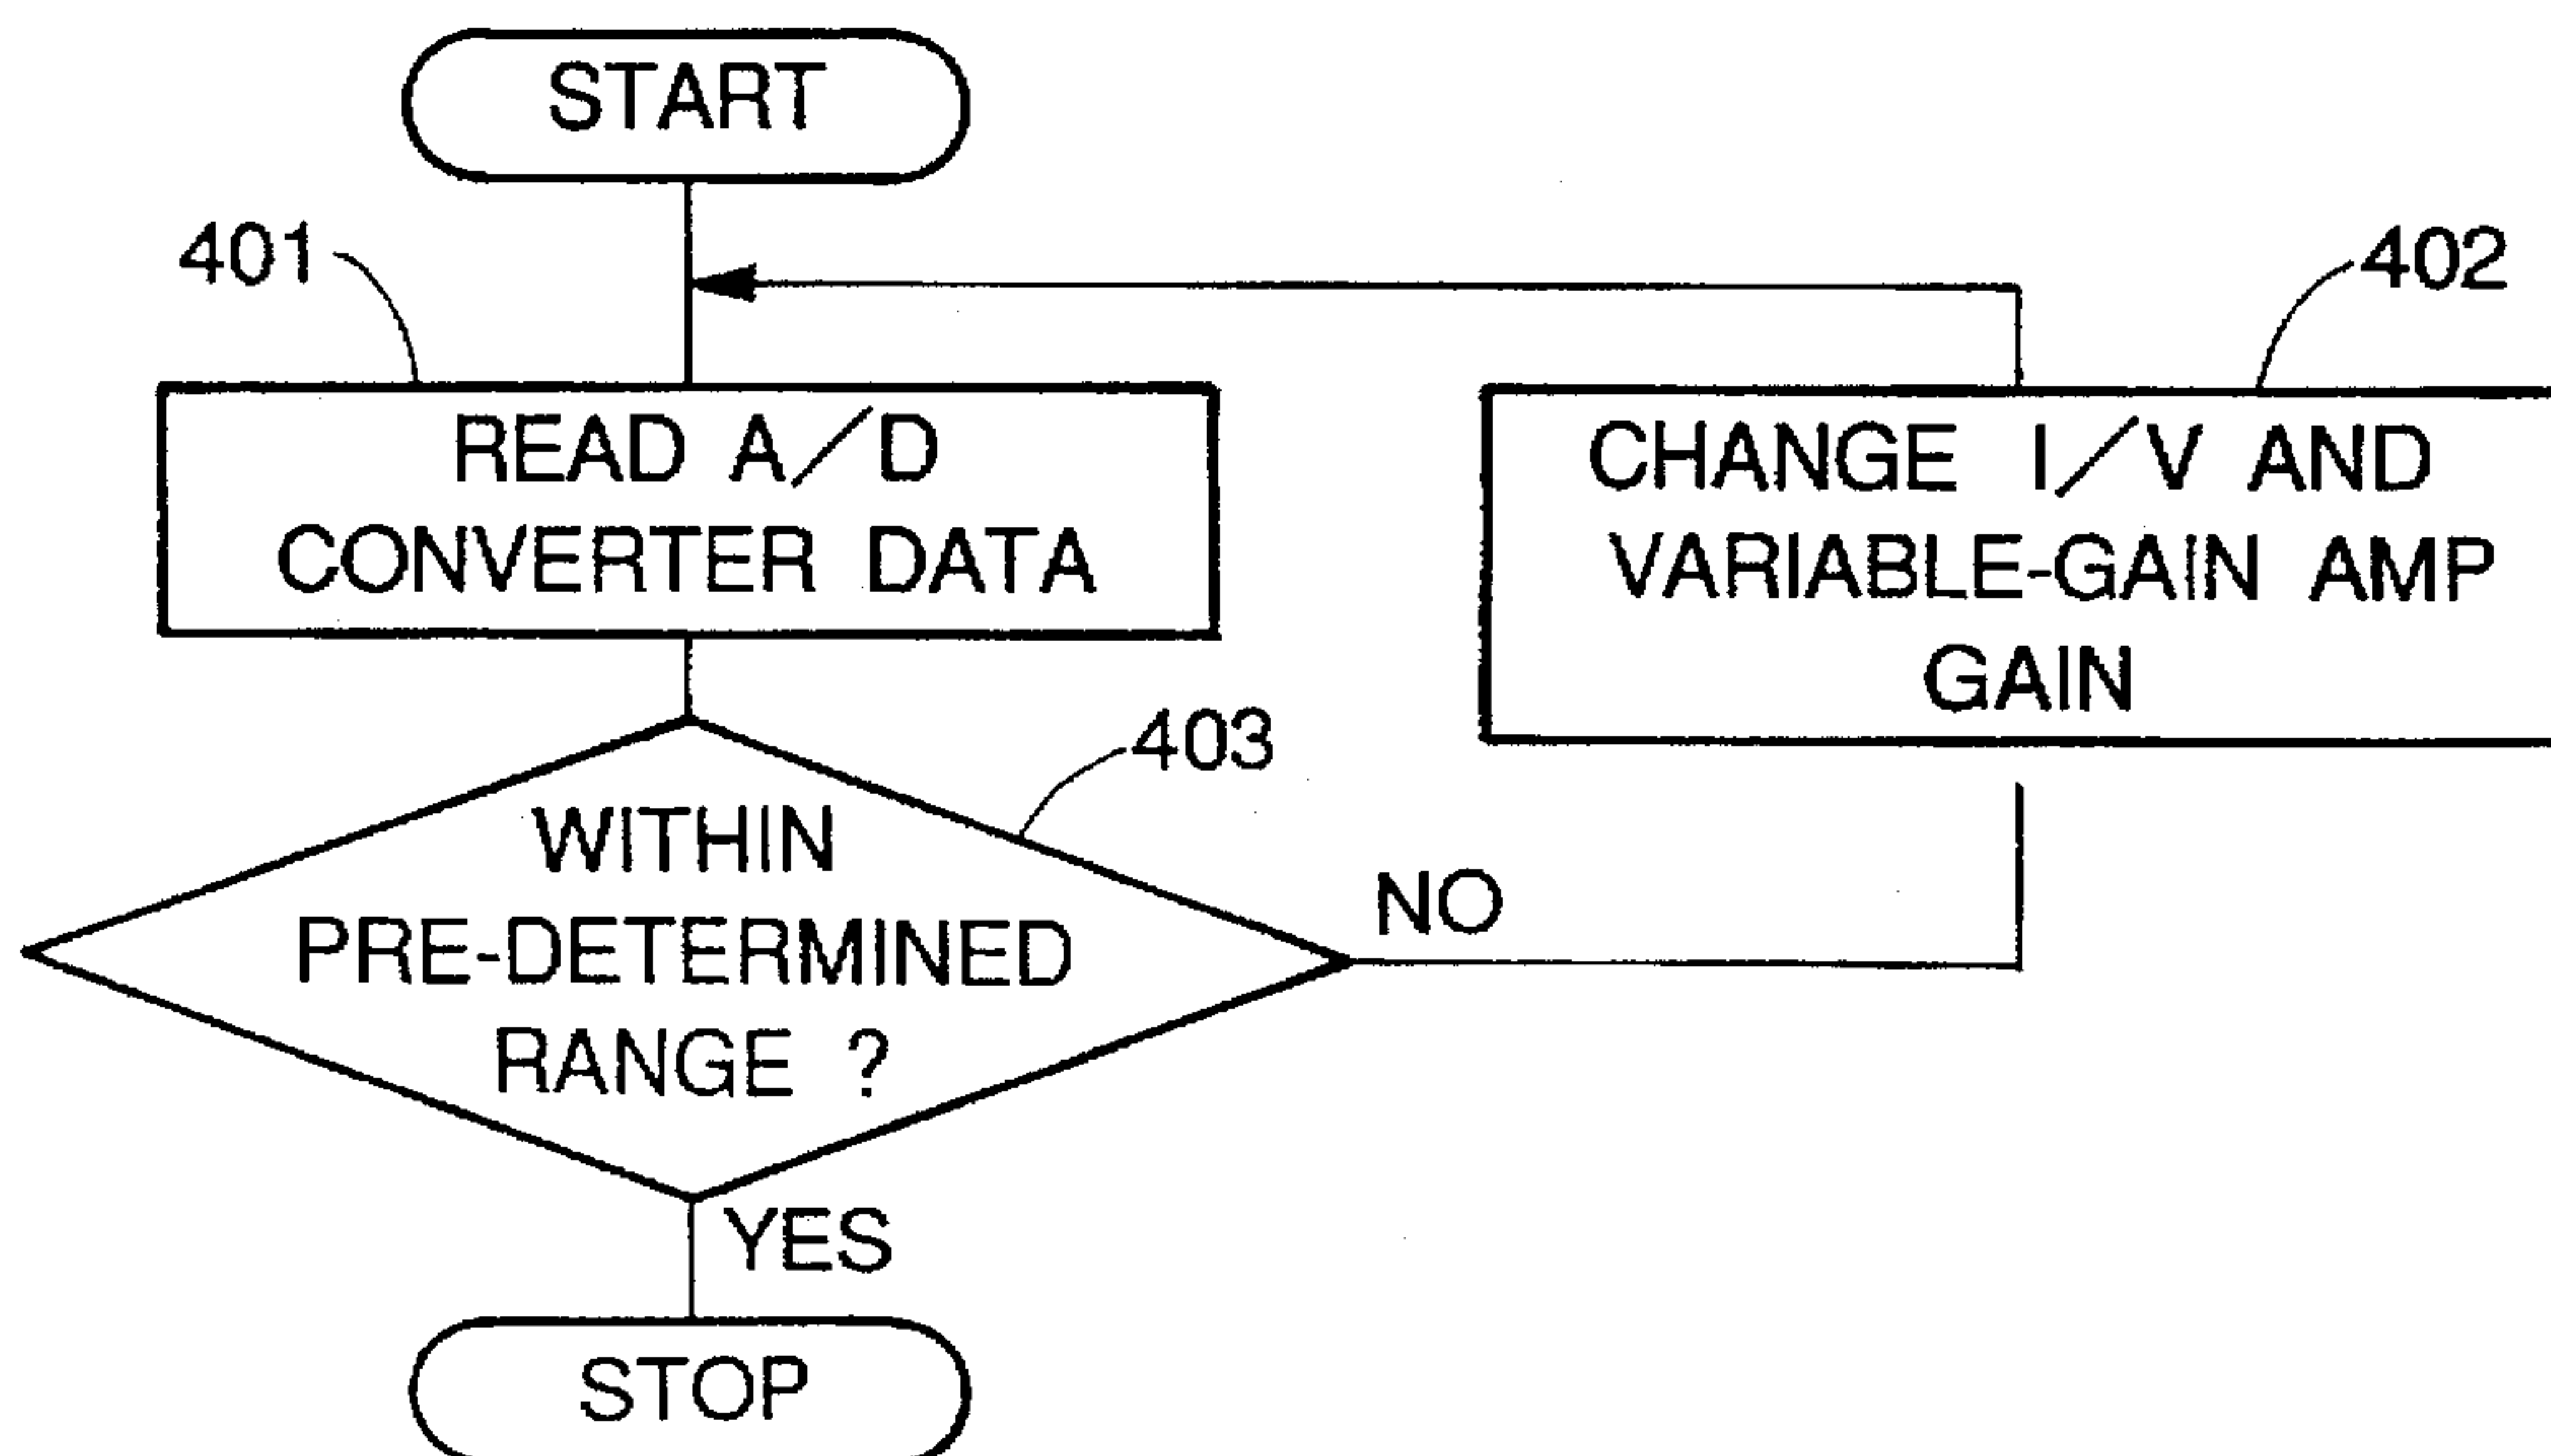 START
401
402
READ A/D
CONVERTER DATA
CHANGE I/V AND
VARIABLE-GAIN AMP
GAIN
403
WITHIN
PRE-DETERMINED
RANGE ?
NO
YES
STOP